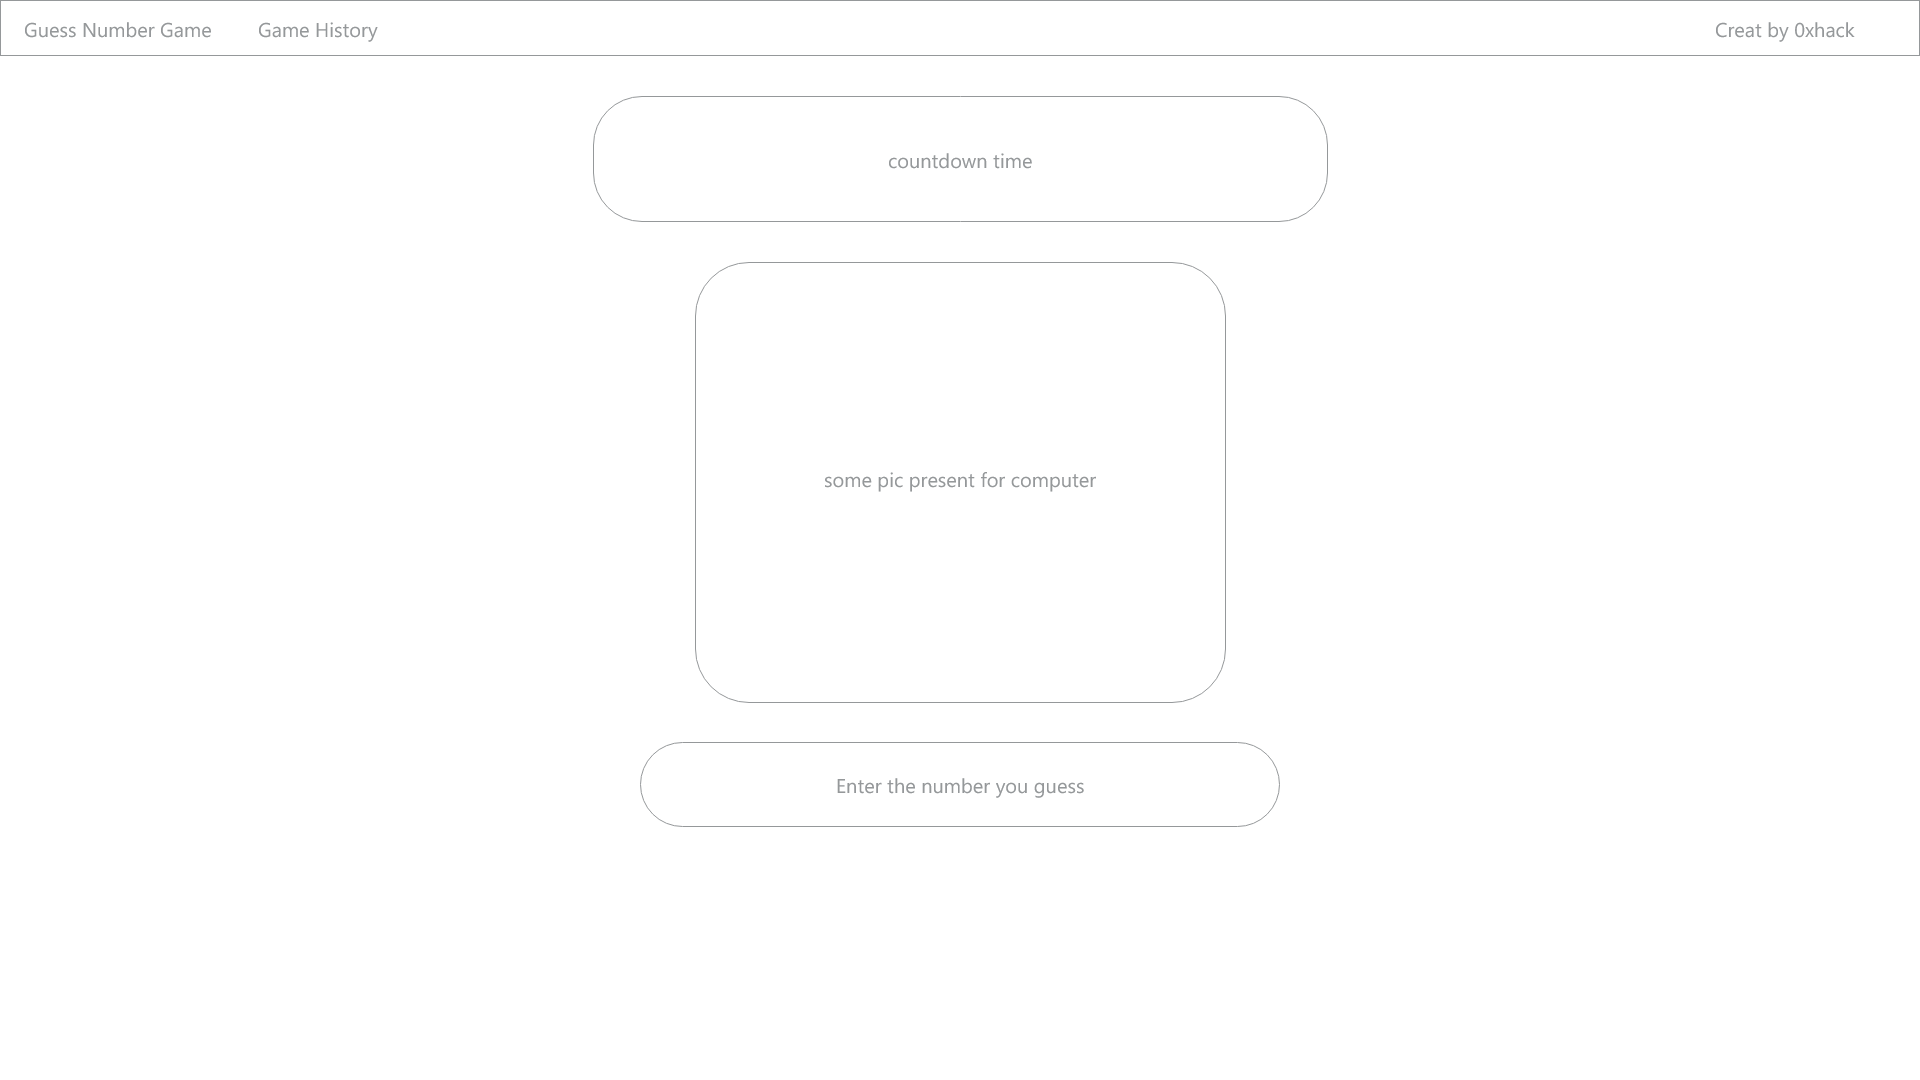 Guess Number Game
Game History
Creat by 0xhack
countdown time
some pic present for computer
Enter the number you guess